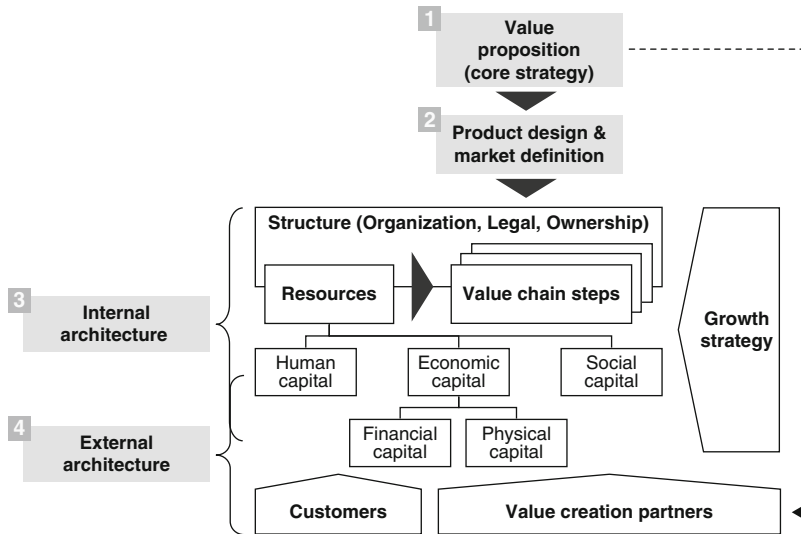 1
Value
proposition
(core strategy)
2
Product design &
market definition
Structure (Organization, Legal, Ownership)
Resources
Value chain steps
3
Internal
architecture
Growth
strategy
Human
capital
Economic
capital
Social
capital
4
External
architecture
Financial
capital
Physical
capital
Customers
Value creation partners